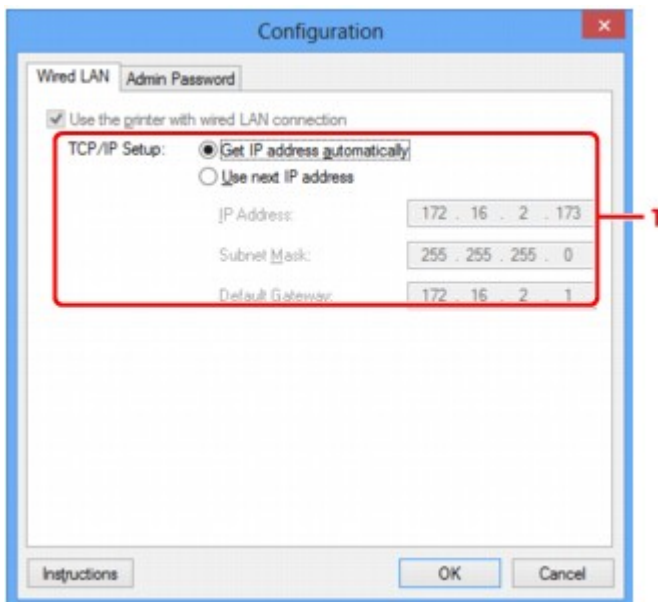 Configuration
Wired LAN Admin Password
Use the printer with wired LAN connection
TCP/IP Setup: Get IP address automatically
Use next IP address
IP Address: 172 . 16 . 2 . 173
1
Subnet Mask: 255 . 255 . 255 . 0
Default Gateway: 172 . 16 . 2 . 1
Instructions OK Cancel